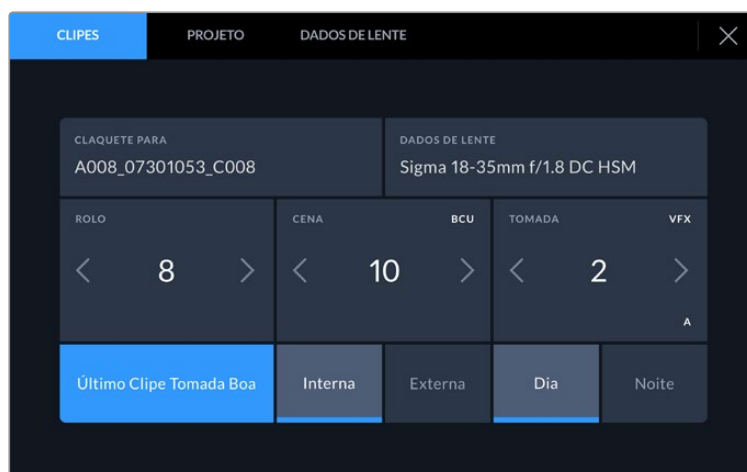 CLIPES PROJETO DADOS DE LENTE
CLAQUETE PARA DADOS DE LENTE
A008_07301053_C008 Sigma 18-35mm f/1.8 DC HSM
ROLO CENA BCU TOMADA VFX
8 10 2
A
Último Clipe Tomada Boa Interna Externa Dia Noite